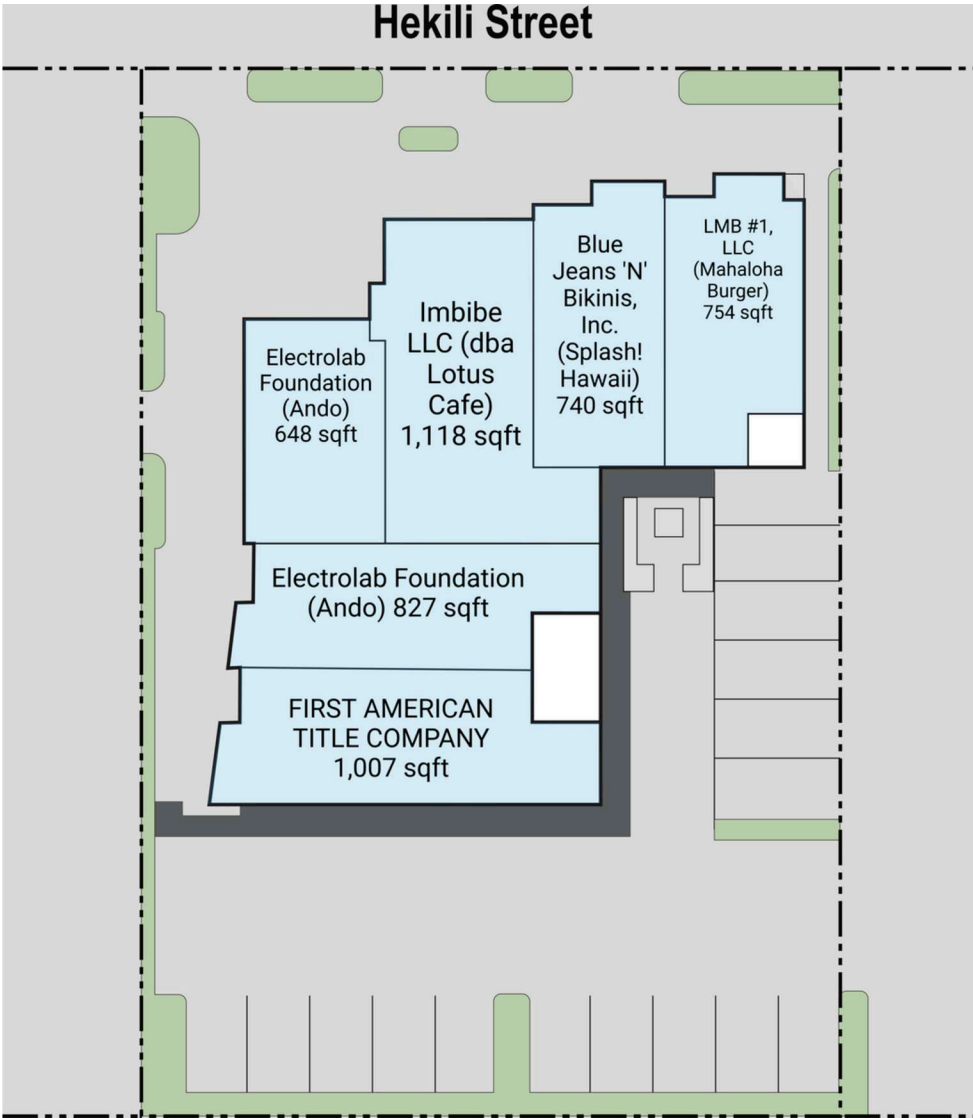 Hekili Street
LMB #1,
LLC
(Mahaloha
Burger)
754 sqft
Blue
Jeans 'N'
Bikinis,
Inc.
(Splash!
Hawaii)
740 sqft
Imbibe
LLC (dba
Lotus
Cafe)
1,118 sqft
Electrolab
Foundation
(Ando)
648 sqft
Electrolab Foundation
(Ando) 827 sqft
FIRST AMERICAN
TITLE COMPANY
1,007 sqft